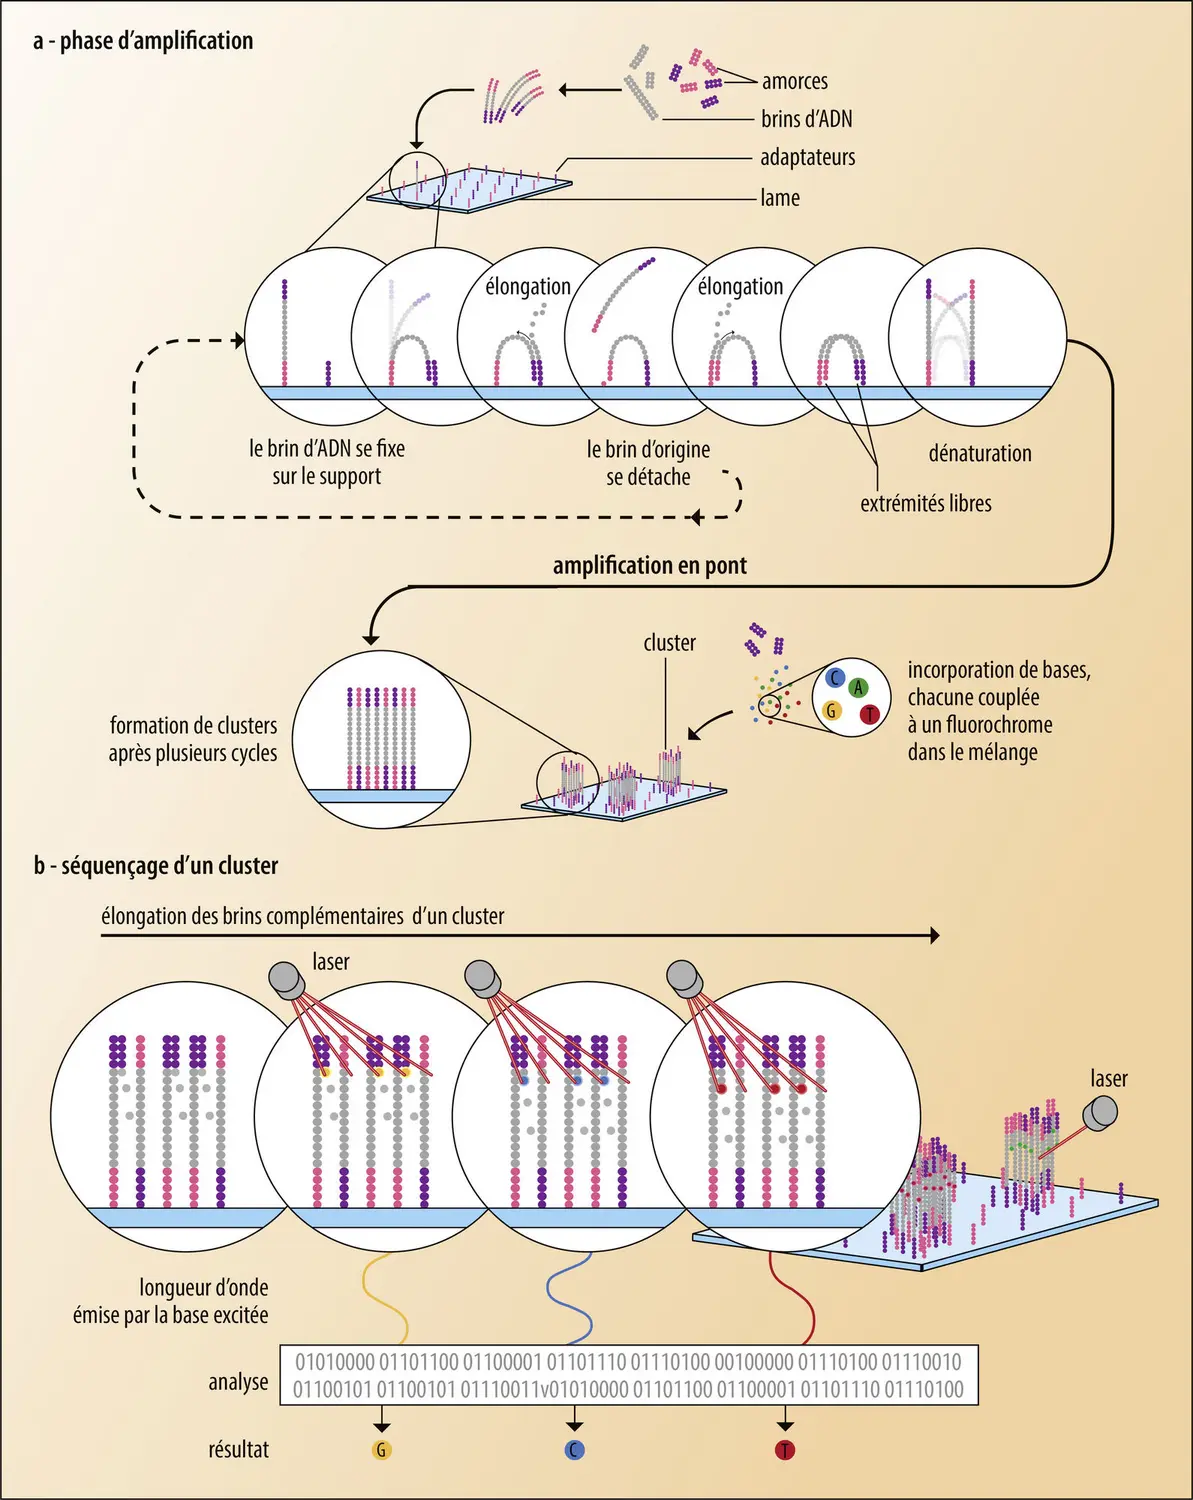 a - phase d’amplification
amorces
brins d’ADN
adaptateurs
lame
élongation
élongation
le brin d’ADN se fixe
sur le support
le brin d’origine
se détache
dénaturation
extrémités libres
amplification en pont
cluster
C
A
G
T
incorporation de bases,
chacune couplée
à un fluorochrome
dans le mélange
formation de clusters
après plusieurs cycles
b - séquençage d’un cluster
élongation des brins complémentaires d’un cluster
laser
laser
longueur d’onde
émise par la base excitée
analyse
01010000 01101100 01100001 01101110 01110100 00100000 01110100 01110010
01100101 01100101 01110011v01010000 01101100 01100001 01101110 01110100
résultat
G
C
T